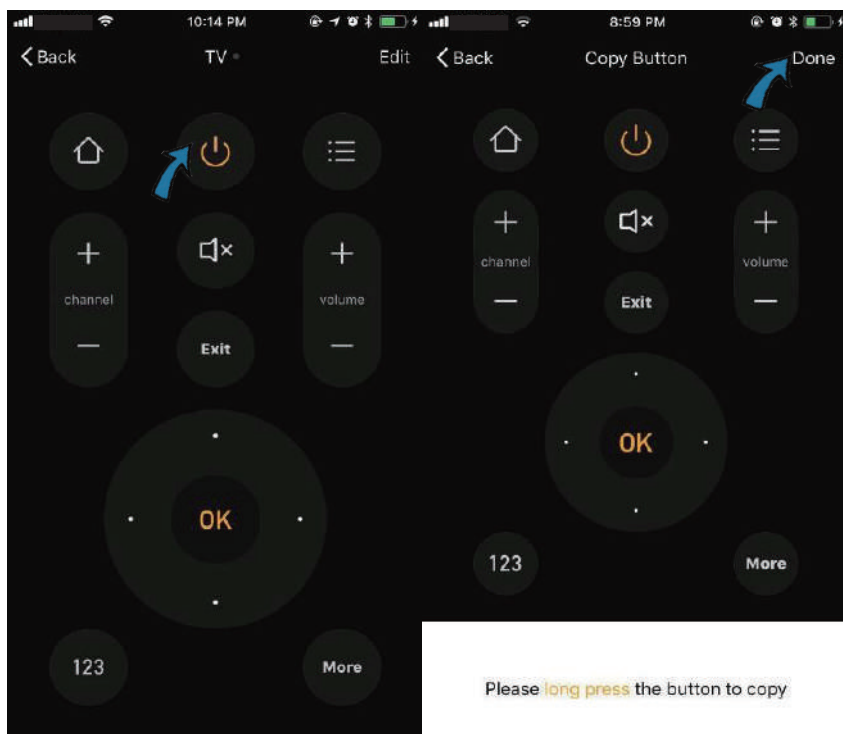 10:14 PM
Back
TV
Edit
channel
volume
Exit
OK
123
More
8:59 PM
Back
Copy Button
Done
channel
volume
Exit
OK
123
More
Please long press the button to copy